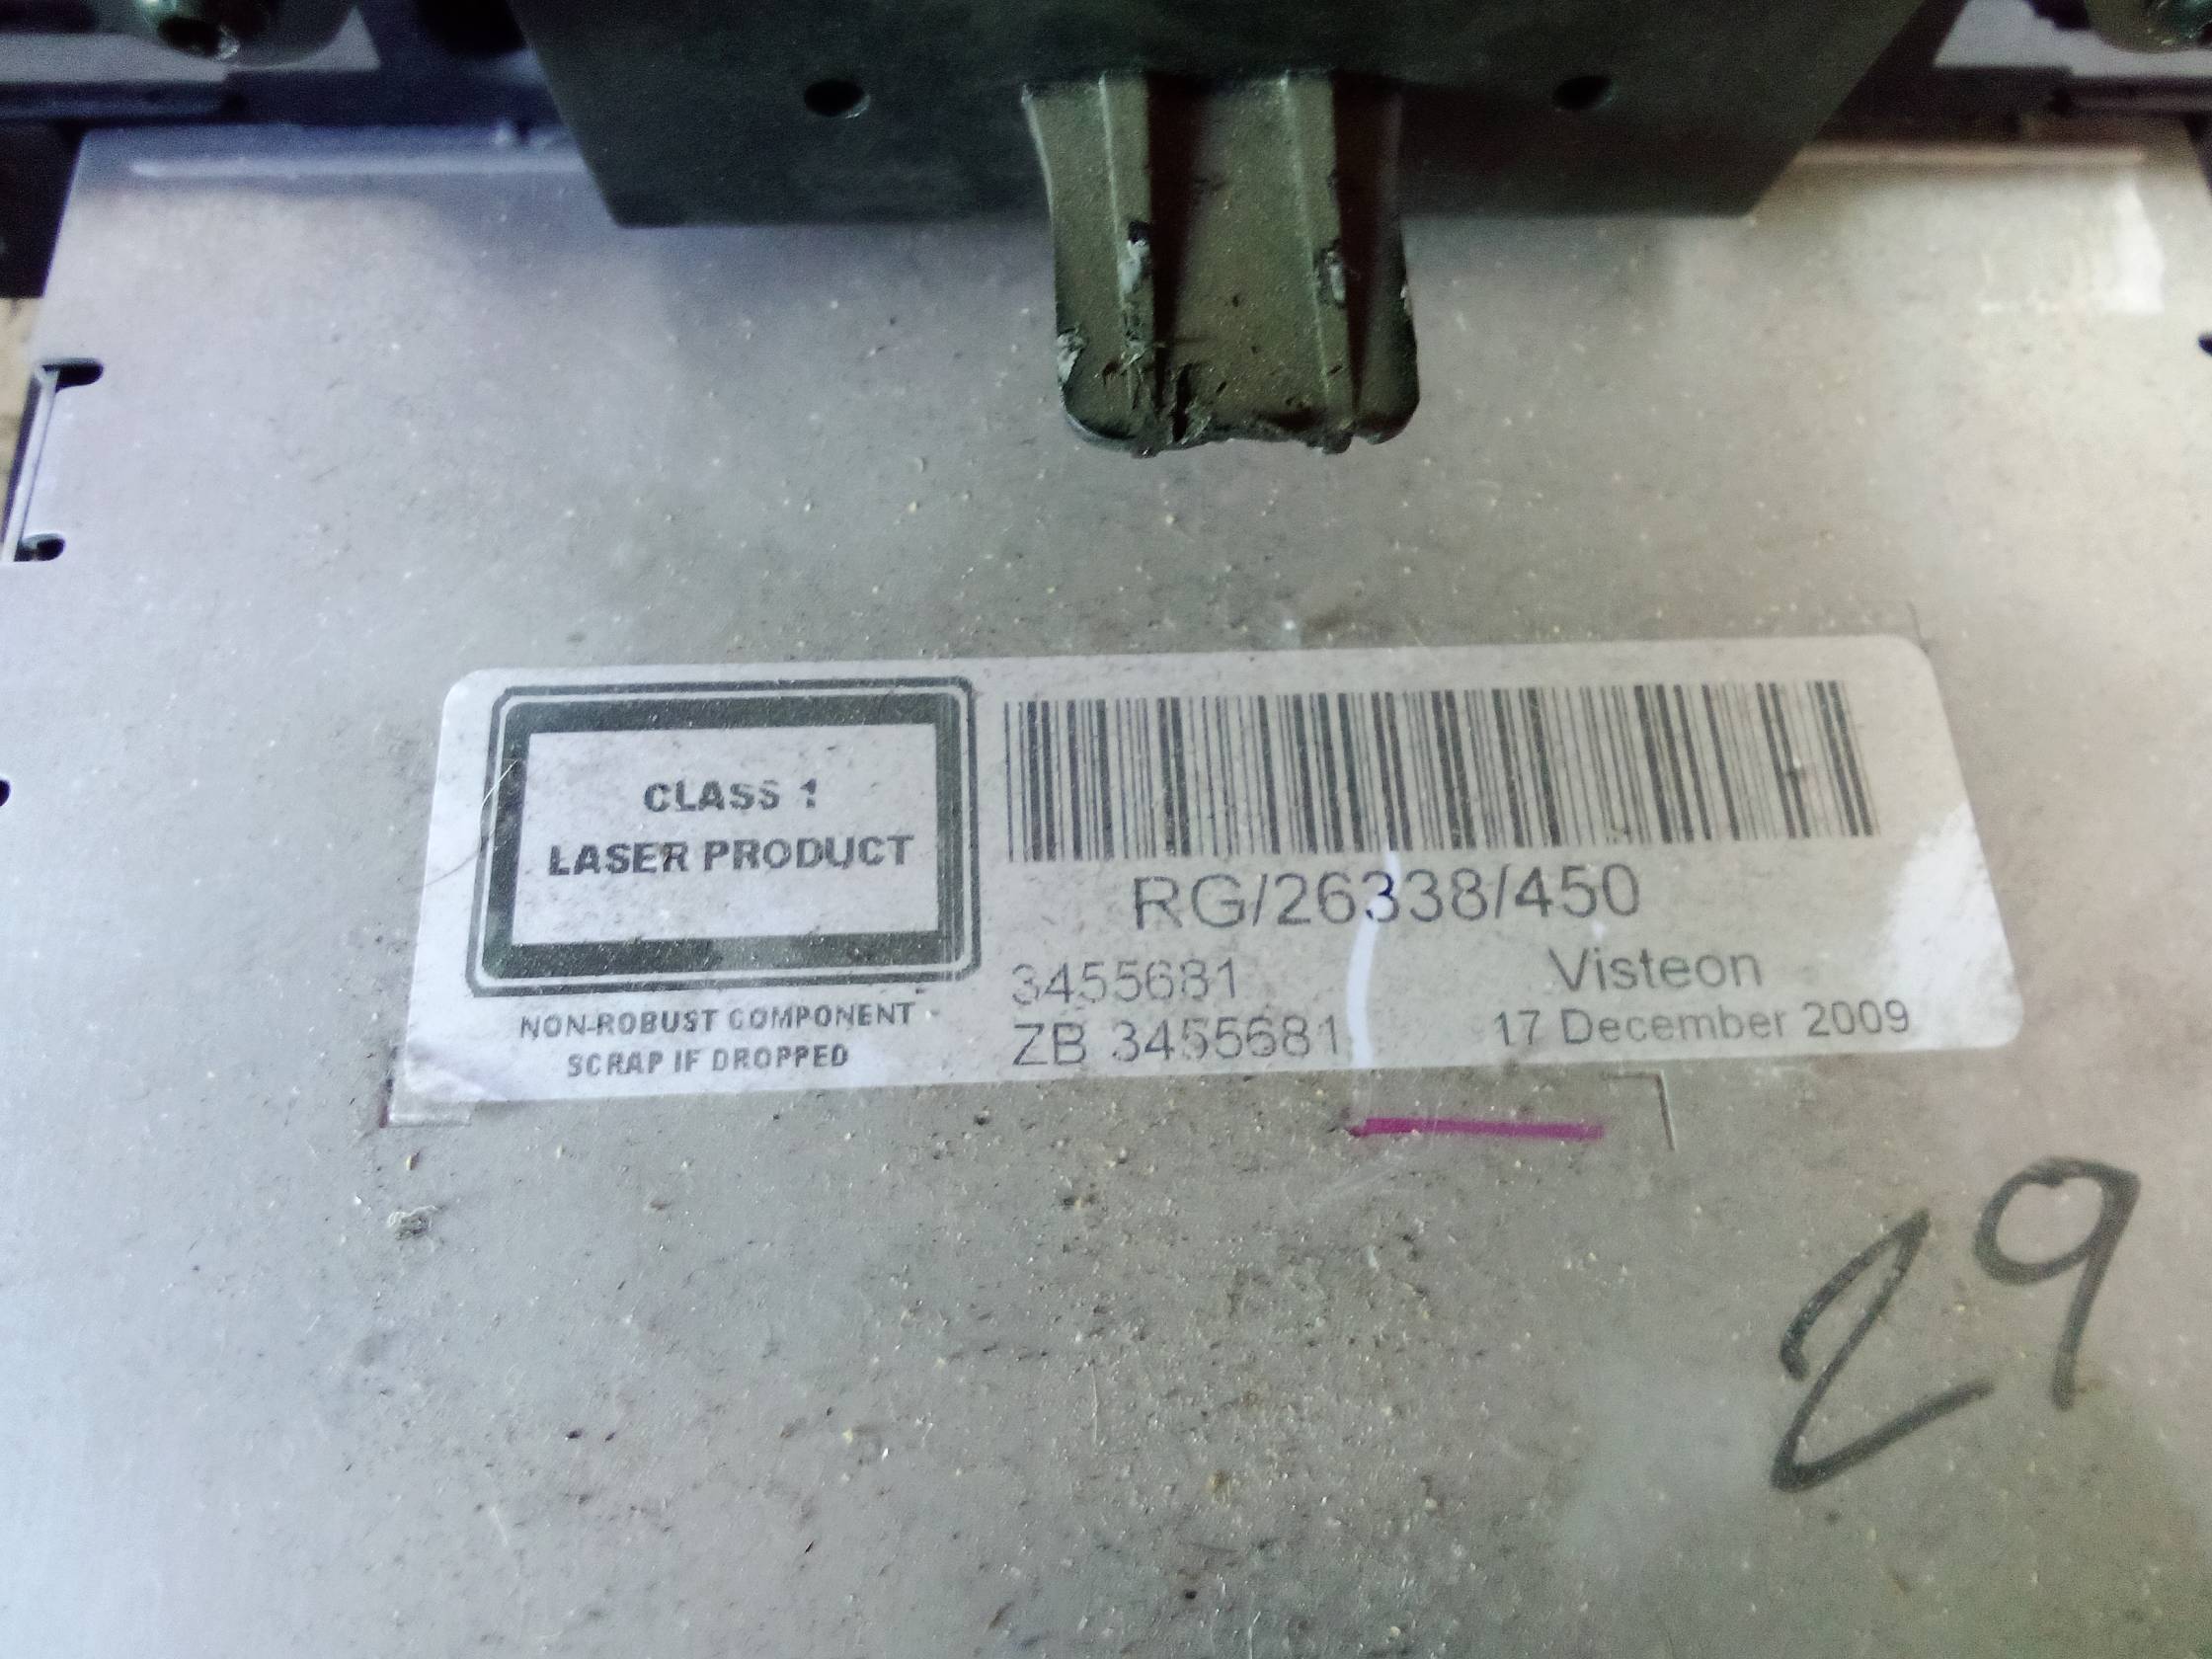 CLASS 1
LASER PRODUCT
NON-ROBUST COMPONENT
SCRAP IF DROPPED
RG/26338/450
3455681
ZB 3455681
Visteon
17 December 2009
29